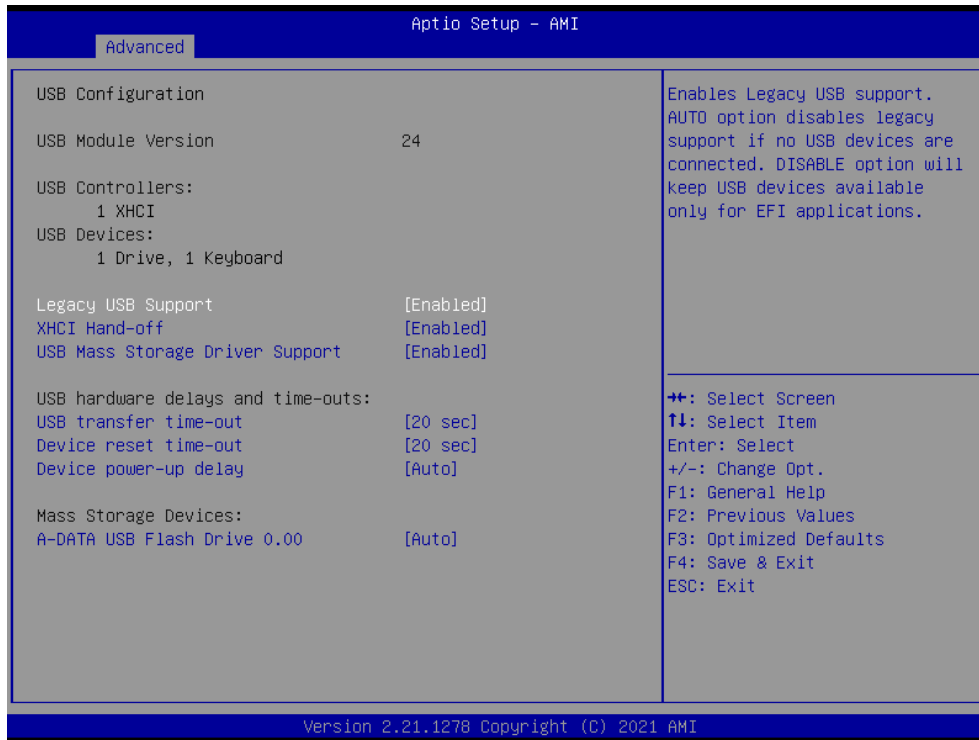 Aptio Setup – AMI
Advanced
USB Configuration
USB Module Version 24
USB Controllers:
1 XHCI
USB Devices:
1 Drive, 1 Keyboard
Legacy USB Support [Enabled]
XHCI Hand-off [Enabled]
USB Mass Storage Driver Support [Enabled]
USB hardware delays and time-outs:
USB transfer time-out [20 sec]
Device reset time-out [20 sec]
Device power-up delay [Auto]
Mass Storage Devices:
A-DATA USB Flash Drive 0.00 [Auto]
Enables Legacy USB support.
AUTO option disables legacy
support if no USB devices are
connected. DISABLE option will
keep USB devices available
only for EFI applications.
→←: Select Screen
↑↓: Select Item
Enter: Select
+/-: Change Opt.
F1: General Help
F2: Previous Values
F3: Optimized Defaults
F4: Save & Exit
ESC: Exit
Version 2.21.1278 Copyright (C) 2021 AMI